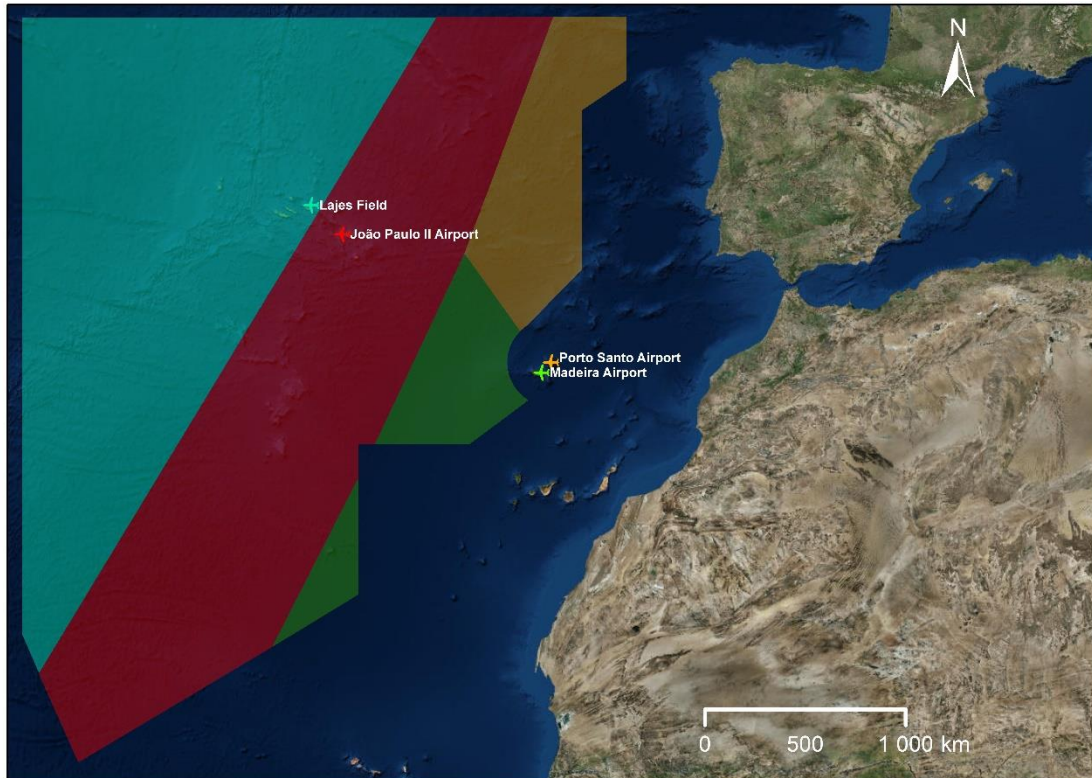 N
Lajes Field
João Paulo II Airport
Porto Santo Airport
Madeira Airport
0 500 1 000 km